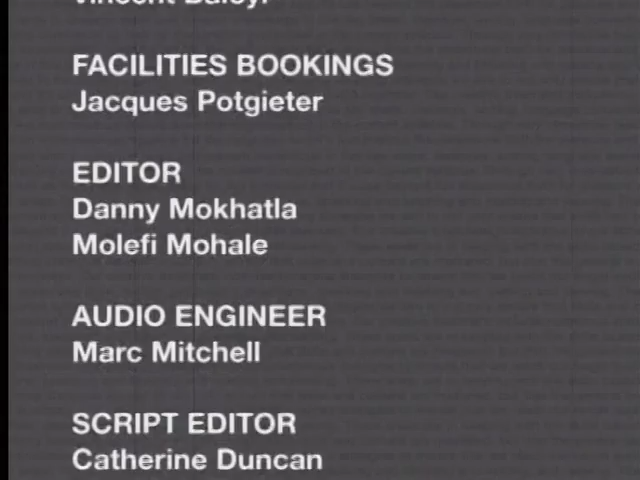 FACILITIES BOOKINGS
Jacques Potgieter
EDITOR
Danny Mokhatla
Molefi Mohale
AUDIO ENGINEER
Marc Mitchell
SCRIPT EDITOR
Catherine Duncan